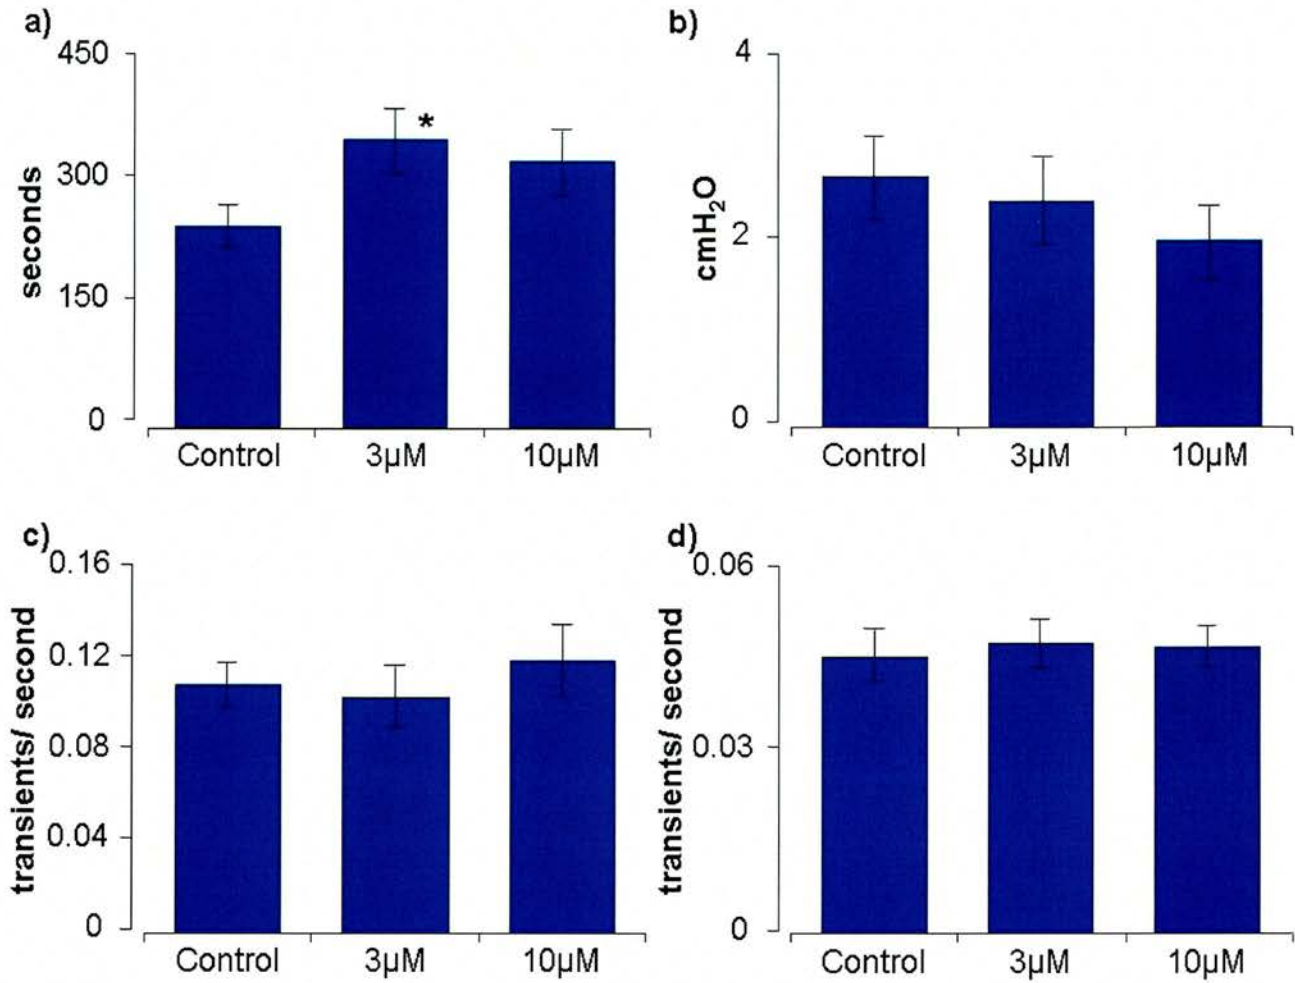 a)
450
300
150
0
seconds
*
Control 3µM 10µM
b)
4
2
0
cmH₂O
Control 3µM 10µM
c)
0.16
0.12
0.08
0.04
0
transients/ second
Control 3µM 10µM
d)
0.06
0.03
0
transients/ second
Control 3µM 10µM